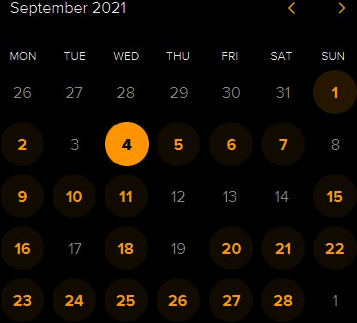 September 2021
MON TUE WED THU FRI SAT SUN
26 27 28 29 30 31 1
2 3 4 5 6 7 8
9 10 11 12 13 14 15
16 17 18 19 20 21 22
23 24 25 26 27 28 1